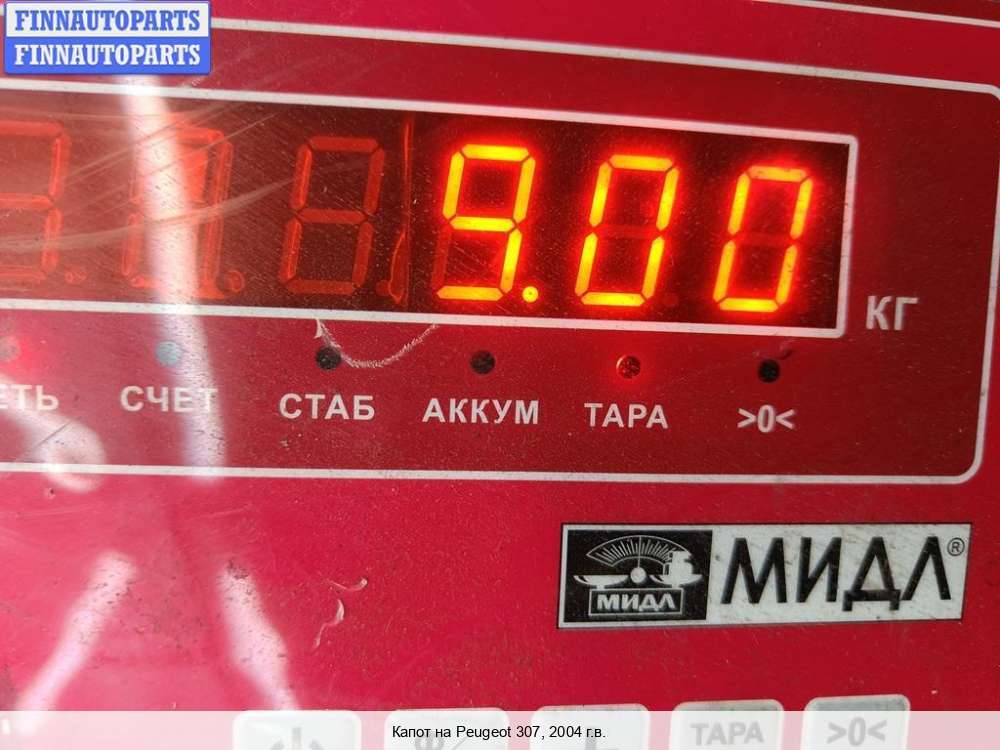 FINNAUTOPARTS
FINNAUTOPARTS
9.00
КГ
СЧЕТ
СТАБ
АККУМ
ТАРА
>0<
МИДЛ
МИДЛ®
ТАРА
>0<
Капот на Peugeot 307, 2004 г.в.